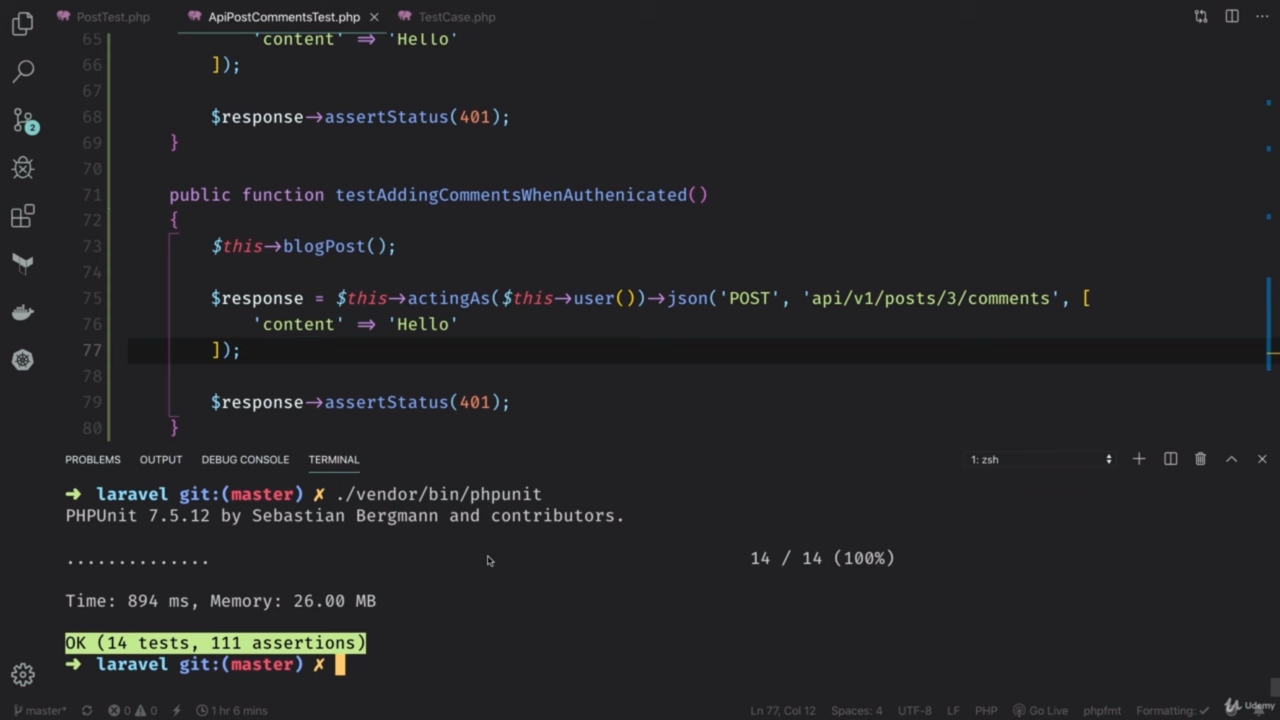 PostTest.php ApiPostCommentsTest.php TestCase.php
65 'content' => 'Hello'
66 ]);
67
68 $response->assertStatus(401);
69 }
70
71 public function testAddingCommentsWhenAuthenicated()
72 {
73 $this->blogPost();
74
75 $response = $this->actingAs($this->user())->json('POST', 'api/v1/posts/3/comments', [
76 'content' => 'Hello'
77 ]);
78
79 $response->assertStatus(401);
80 }
2
PROBLEMS OUTPUT DEBUG CONSOLE TERMINAL 1: zsh
→ laravel git:(master) ✗ ./vendor/bin/phpunit
PHPUnit 7.5.12 by Sebastian Bergmann and contributors.
.............. 14 / 14 (100%)
Time: 894 ms, Memory: 26.00 MB
OK (14 tests, 111 assertions)
→ laravel git:(master) ✗
master* 0 0 1 hr 6 mins Ln 77, Col 12 Spaces: 4 UTF-8 LF PHP Go Live phpfmt Formatting: ✓
Udemy